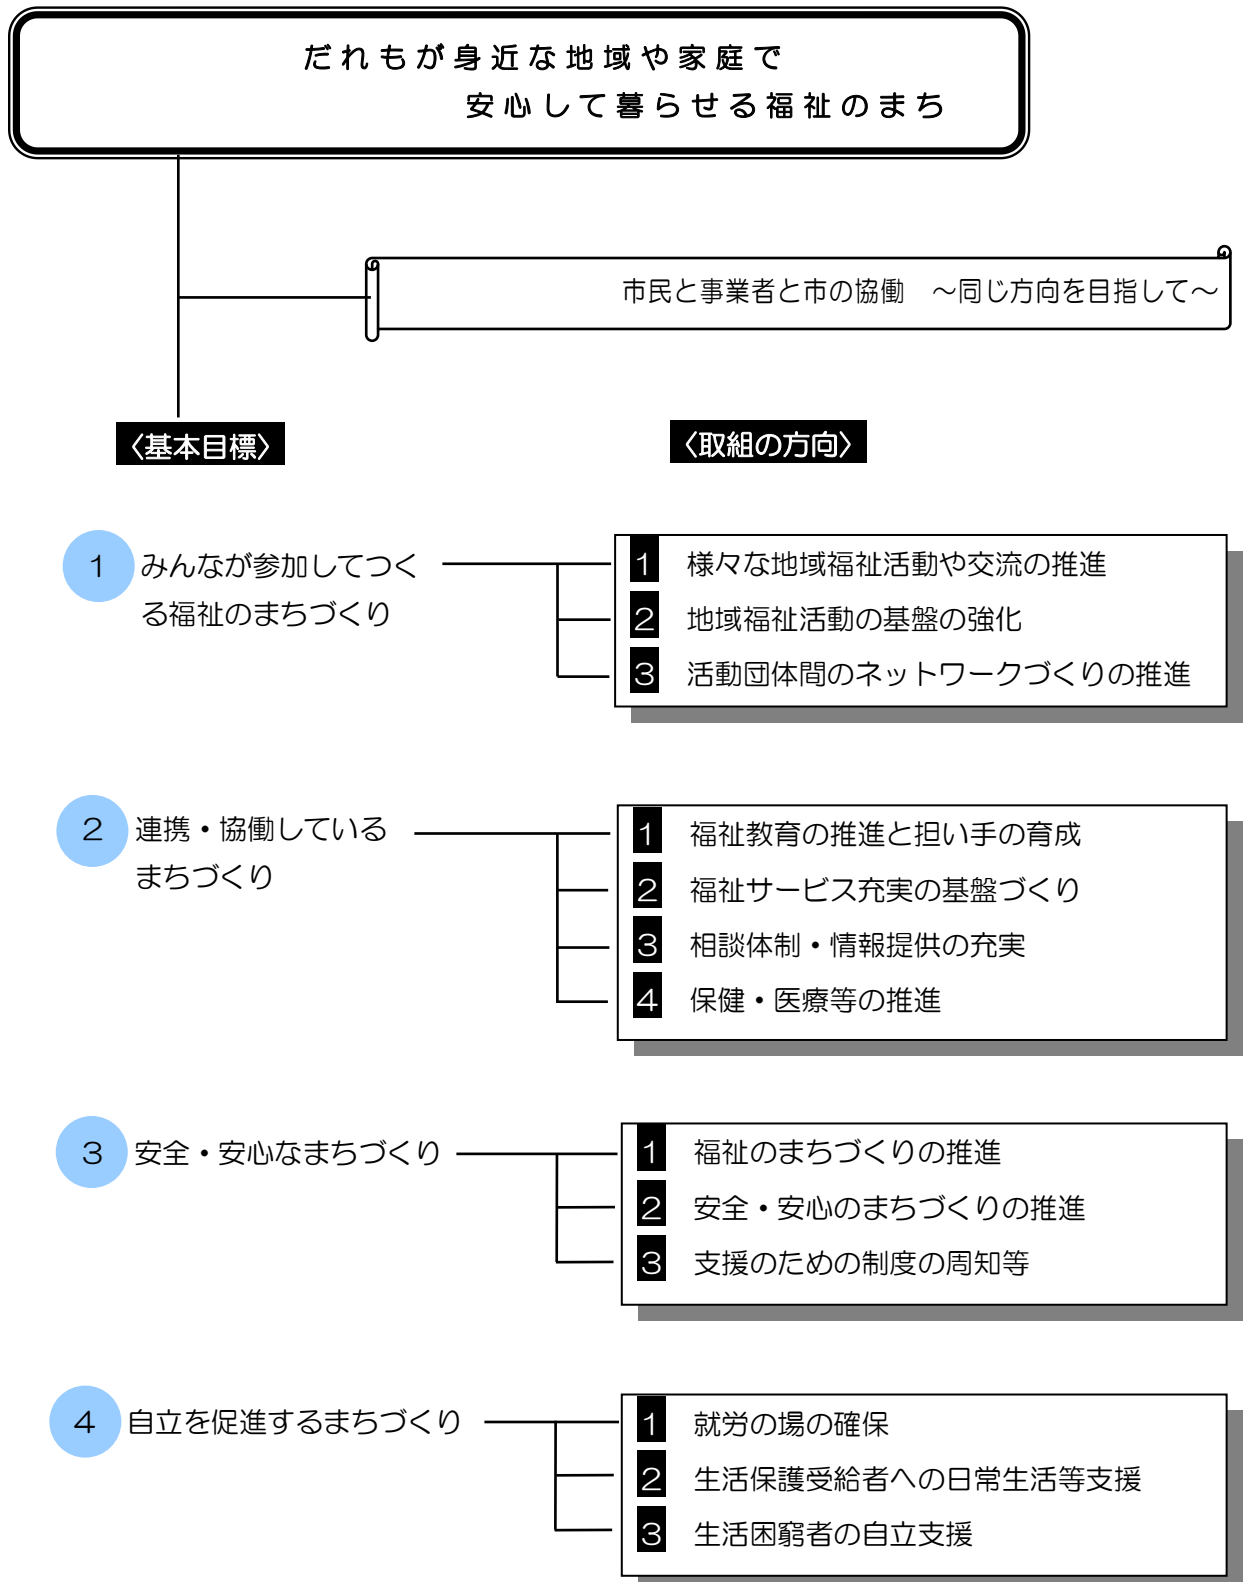 だれもが身近な地域や家庭で
安心して暮らせる福祉のまち
市民と事業者と市の協働　～同じ方向を目指して～
〈基本目標〉
〈取組の方向〉
1 みんなが参加してつく
る福祉のまちづくり
1 様々な地域福祉活動や交流の推進
2 地域福祉活動の基盤の強化
3 活動団体間のネットワークづくりの推進
2 連携・協働している
まちづくり
1 福祉教育の推進と担い手の育成
2 福祉サービス充実の基盤づくり
3 相談体制・情報提供の充実
4 保健・医療等の推進
3 安全・安心なまちづくり
1 福祉のまちづくりの推進
2 安全・安心のまちづくりの推進
3 支援のための制度の周知等
4 自立を促進するまちづくり
1 就労の場の確保
2 生活保護受給者への日常生活等支援
3 生活困窮者の自立支援